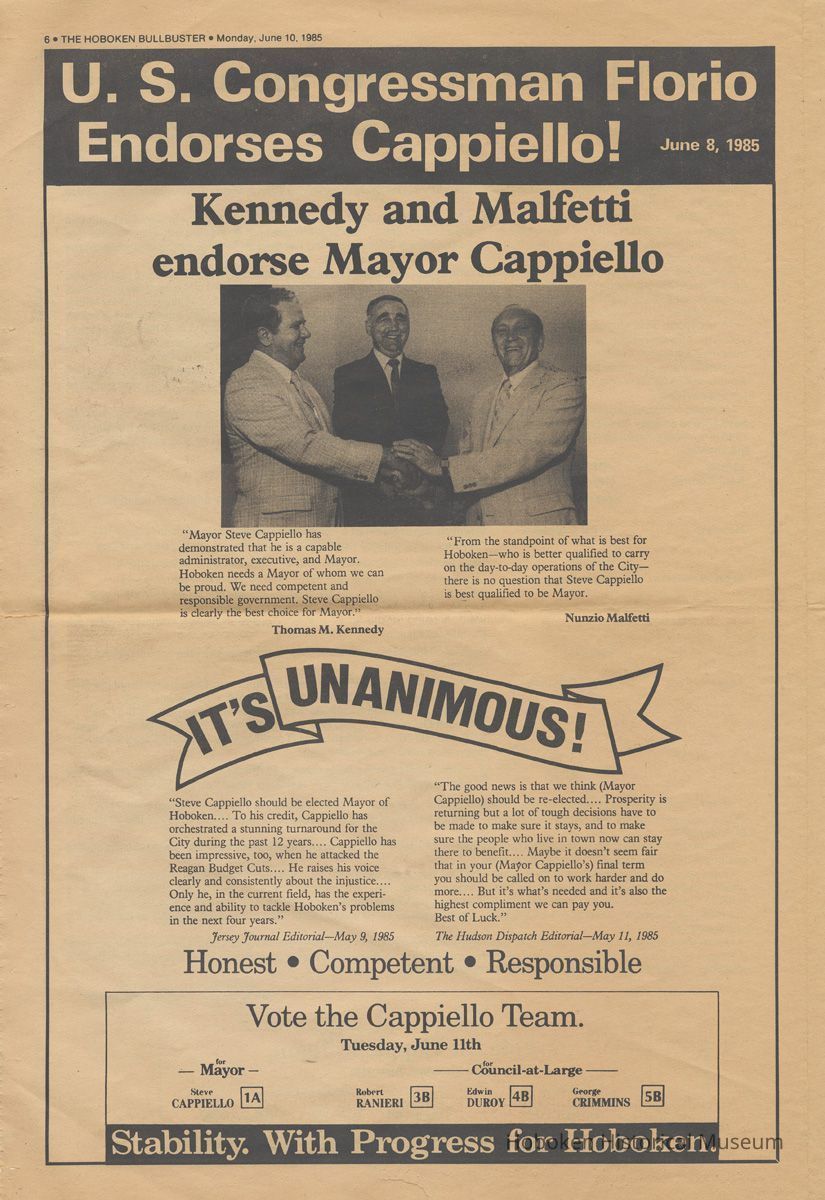 6 • THE HOBOKEN BULLBUSTER • Monday, June 10, 1985
U. S. Congressman Florio
Endorses Cappiello! June 8, 1985
Kennedy and Malfetti
endorse Mayor Cappiello
“Mayor Steve Cappiello has
demonstrated that he is a capable
administrator, executive, and Mayor.
Hoboken needs a Mayor of whom we can
be proud. We need competent and
responsible government. Steve Cappiello
is clearly the best choice for Mayor.”
Thomas M. Kennedy
“From the standpoint of what is best for
Hoboken—who is better qualified to carry
on the day-to-day operations of the City—
there is no question that Steve Cappiello
is best qualified to be Mayor.
Nunzio Malfetti
IT'S UNANIMOUS!
“Steve Cappiello should be elected Mayor of
Hoboken.... To his credit, Cappiello has
orchestrated a stunning turnaround for the
City during the past 12 years.... Cappiello has
been impressive, too, when he attacked the
Reagan Budget Cuts.... He raises his voice
clearly and consistently about the injustice....
Only he, in the current field, has the experi-
ence and ability to tackle Hoboken's problems
in the next four years.”
Jersey Journal Editorial—May 9, 1985
“The good news is that we think (Mayor
Cappiello) should be re-elected.... Prosperity is
returning but a lot of tough decisions have to
be made to make sure it stays, and to make
sure the people who live in town now can stay
there to benefit.... Maybe it doesn't seem fair
that in your (Mayor Cappiello's) final term
you should be called on to work harder and do
more.... But it's what's needed and it's also the
highest compliment we can pay you.
Best of Luck.”
The Hudson Dispatch Editorial—May 11, 1985
Honest • Competent • Responsible
Vote the Cappiello Team.
Tuesday, June 11th
— for Mayor —
Steve
CAPPIELLO 1A
— for Council-at-Large —
Robert
RANIERI 3B
Edwin
DUROY 4B
George
CRIMMINS 5B
Stability. With Progress for Hoboken.
Hoboken Historical Museum